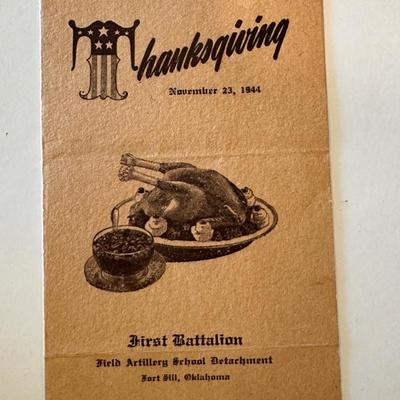 Thanksgiving
November 23, 1944
First Battalion
Field Artillery School Detachment
Fort Sill, Oklahoma